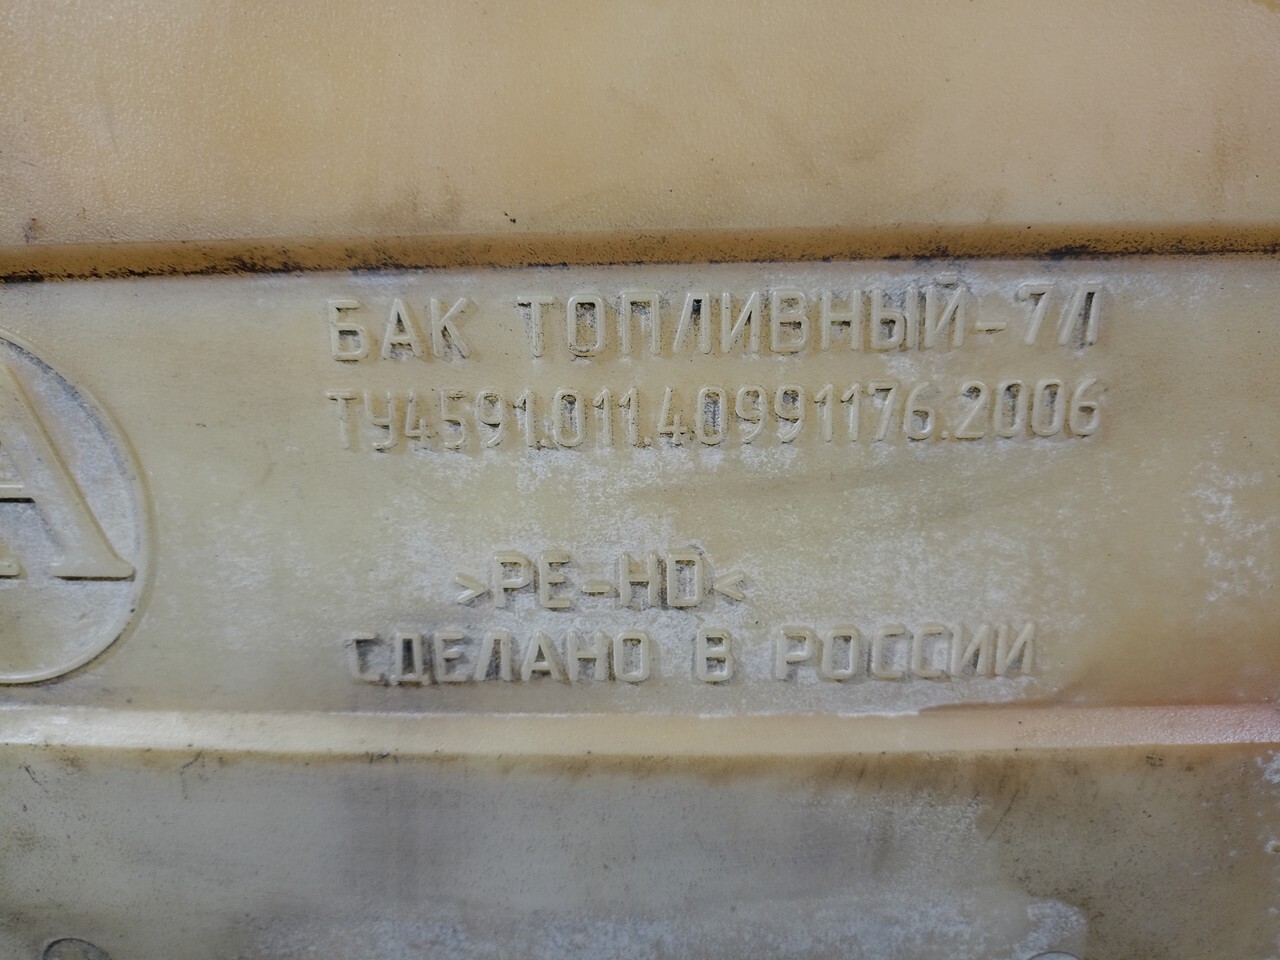 БАК ТОПЛИВНЫЙ-7Л
ТУ4591.011.40991176.2006
А
>PE-HD<
СДЕЛАНО В РОССИИ